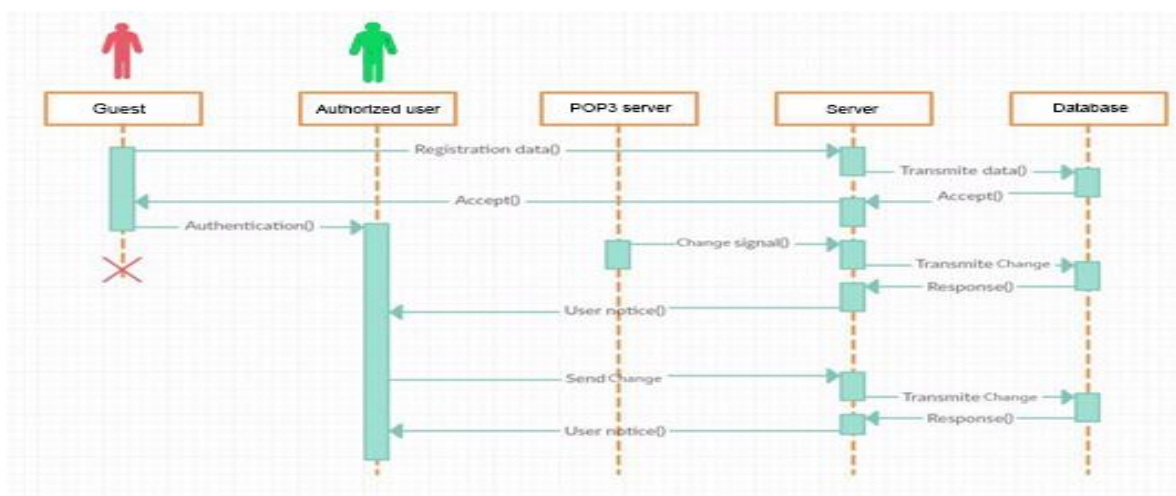 Guest
Authorized user
POP3 server
Server
Database
Registration data()
Transmite data()
Accept()
Accept()
Authentication()
Change signal()
Transmite Change
Response()
User notice()
Send Change
Transmite Change
Response()
User notice()